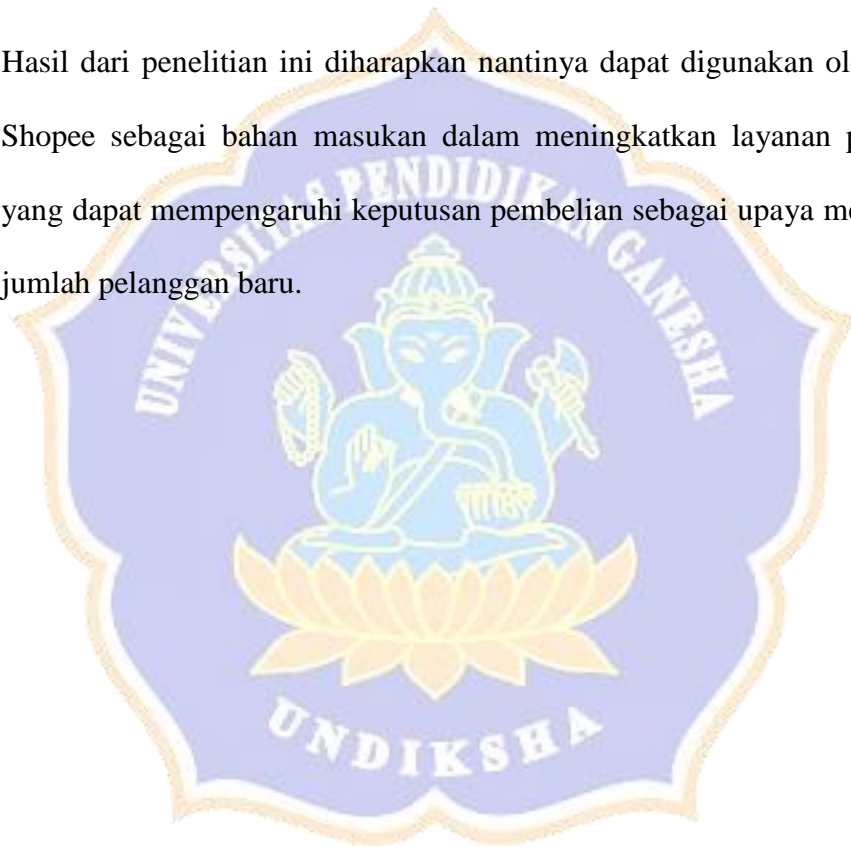 Hasil dari penelitian ini diharapkan nantinya dapat digunakan ol
Shopee sebagai bahan masukan dalam meningkatkan layanan p
yang dapat mempengaruhi keputusan pembelian sebagai upaya me
jumlah pelanggan baru.
UNIVERSITAS PENDIDIKAN GANESHA
UNDIKSHA